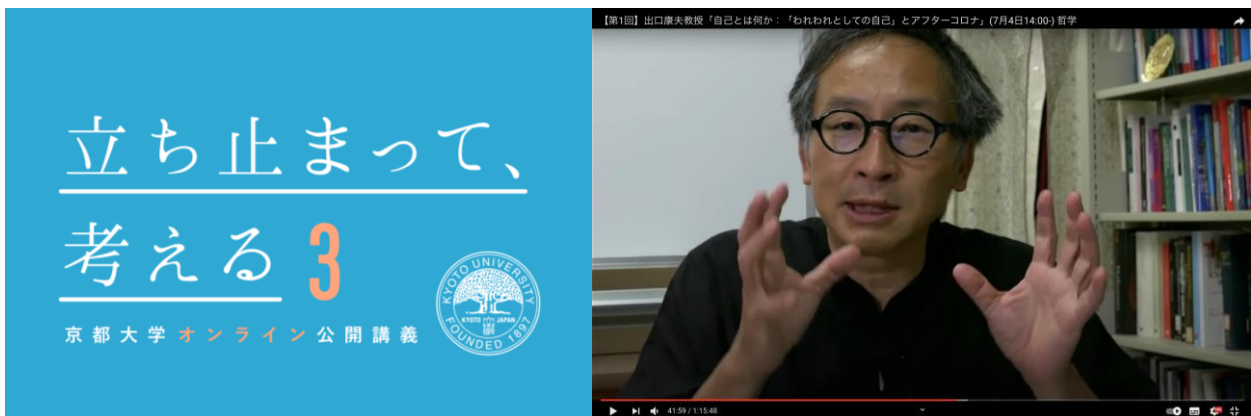 立ち止まって、
考える3
京都大学オンライン公開講義
KYOTO UNIVERSITY
KYOTO JAPAN
FOUNDED 1897
【第1回】出口康夫教授「自己とは何か：「われわれとしての自己」とアフターコロナ」(7月4日14:00-) 哲学
41:59 / 1:15:48